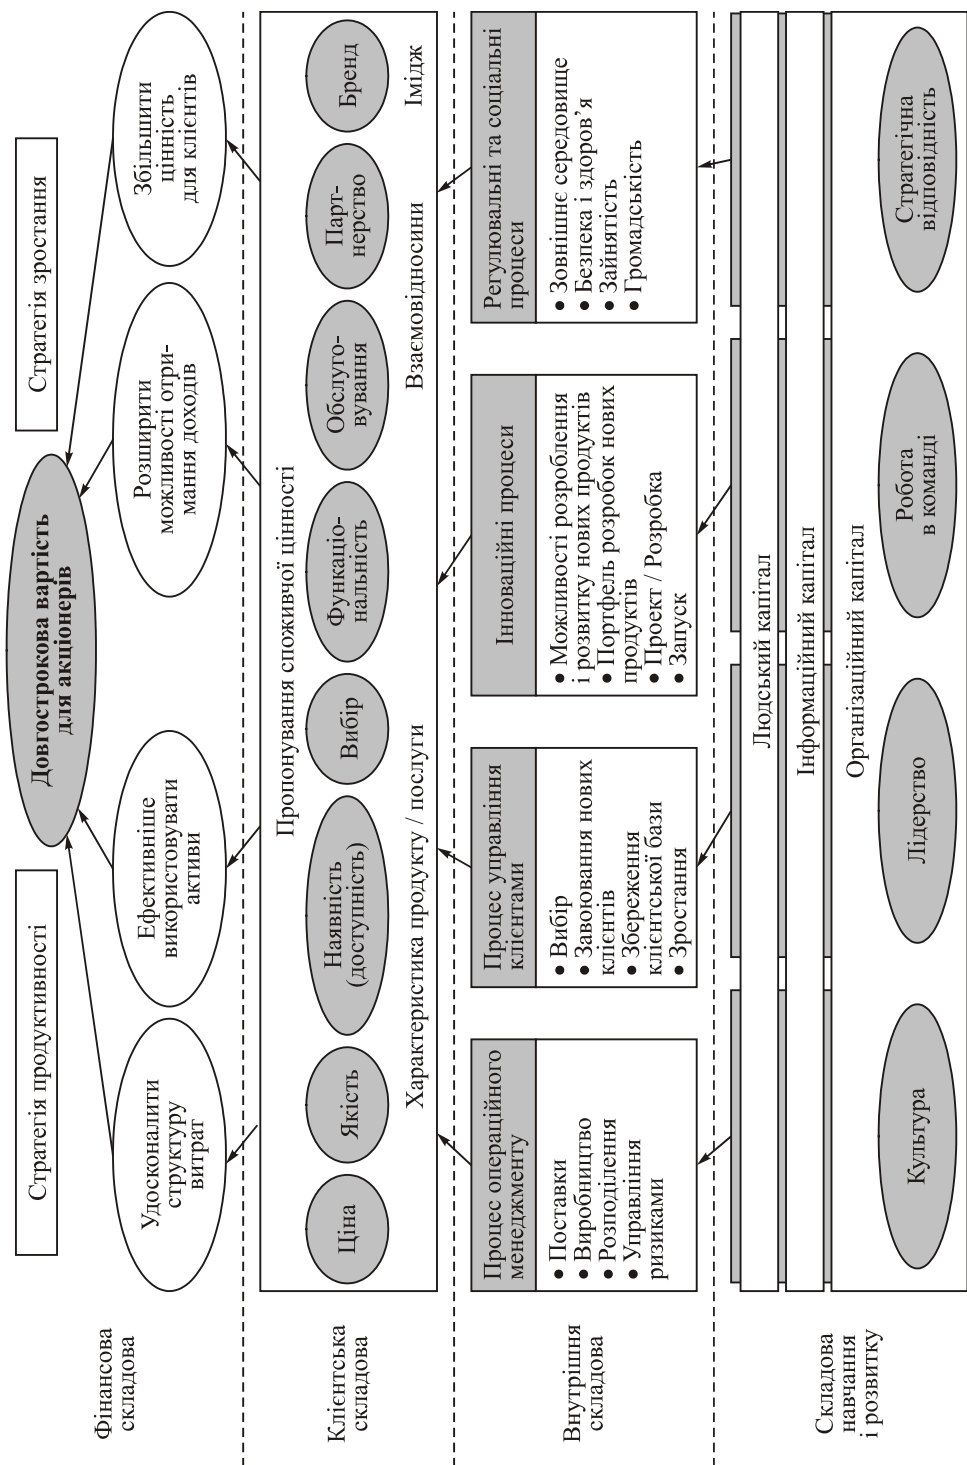 Фінансова
складова
Стратегія продуктивності
Довгострокова вартість
для акціонерів
Стратегія зростання
Удосконалити
структуру
витрат
Ефективніше
використовувати
активи
Розширити
можливості отри-
мання доходів
Збільшити
цінність
для клієнтів
Клієнтська
складова
Пропонування споживчої цінності
Ціна
Якість
Наявність
(доступність)
Вибір
Функаціо-
нальність
Обслуго-
вування
Парт-
нерство
Бренд
Характеристика продукту / послуги
Взаємовідносини
Імідж
Внутрішня
складова
Процес операційного
менеджменту
• Поставки
• Виробництво
• Розподілення
• Управління
ризиками
Процес управління
клієнтами
• Вибір
• Завоювання нових
клієнтів
• Збереження
клієнтської бази
• Зростання
Інноваційні процеси
• Можливості розроблення
і розвитку нових продуктів
• Портфель розробок нових
продуктів
• Проект / Розробка
• Запуск
Регулювальні та соціальні
процеси
• Зовнішнє середовище
• Безпека і здоров’я
• Зайнятість
• Громадськість
Складова
навчання
і розвитку
Людський капітал
Інформаційний капітал
Організаційний капітал
Культура
Лідерство
Робота
в команді
Стратегічна
відповідність